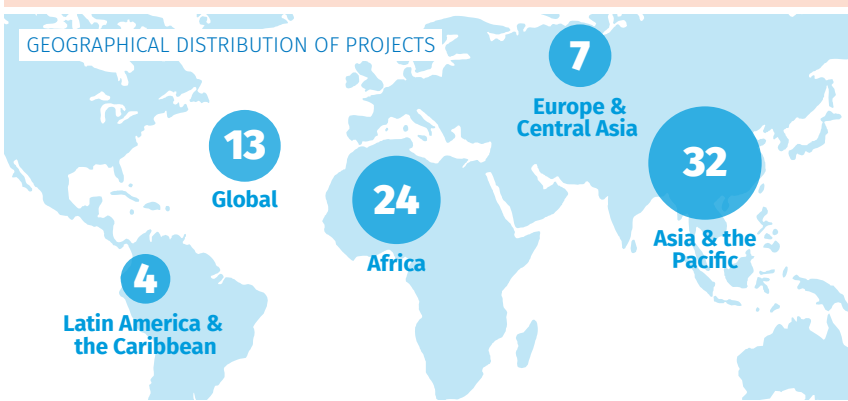 GEOGRAPHICAL DISTRIBUTION OF PROJECTS
7
Europe &
Central Asia
13
Global
32
Asia & the
Pacific
24
Africa
4
Latin America &
the Caribbean